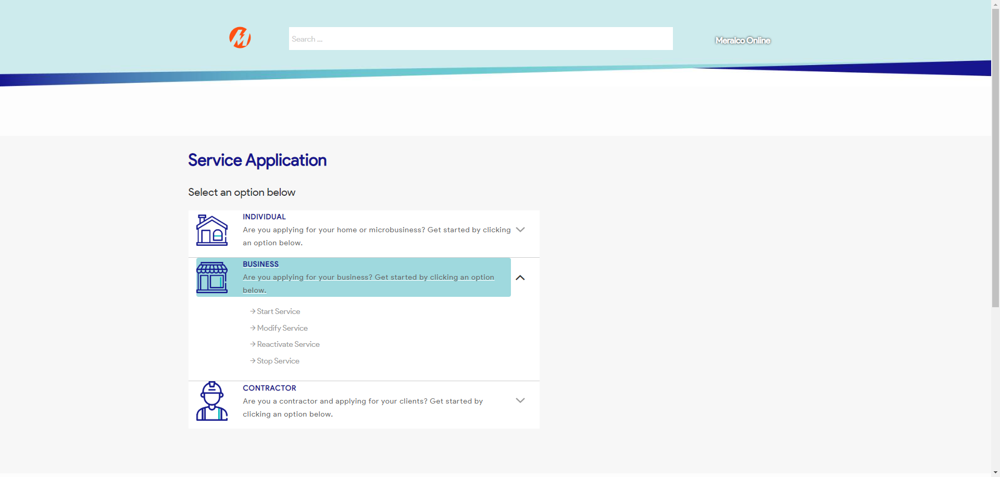 Search ...
Meralco Online
Service Application
Select an option below
INDIVIDUAL
Are you applying for your home or microbusiness? Get started by clicking
an option below.
BUSINESS
Are you applying for your business? Get started by clicking an option
below.
→ Start Service
→ Modify Service
→ Reactivate Service
→ Stop Service
CONTRACTOR
Are you a contractor and applying for your clients? Get started by
clicking an option below.